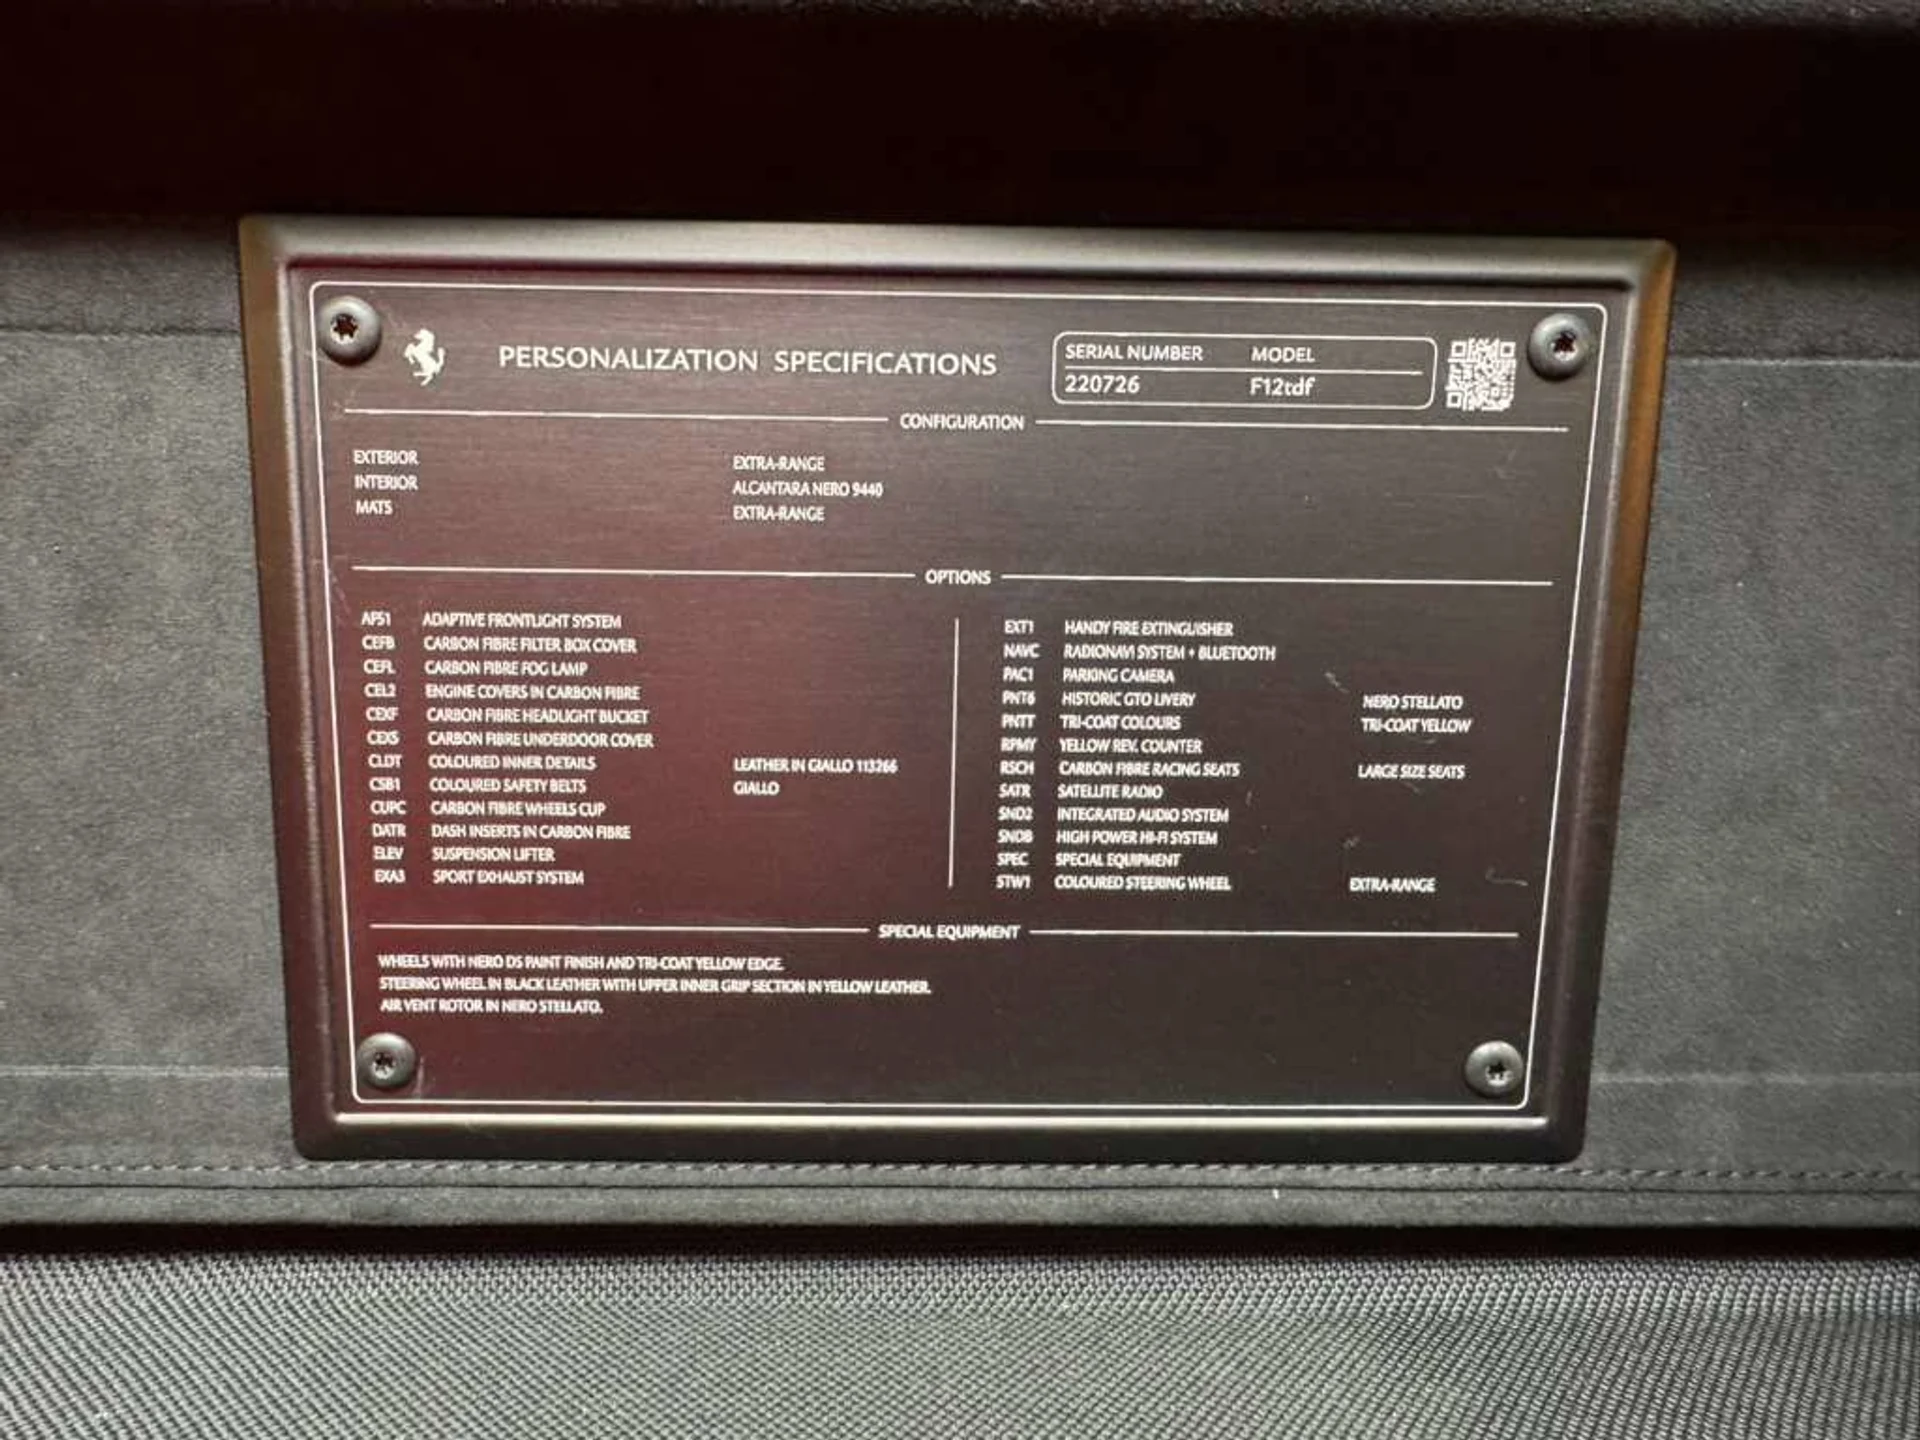 PERSONALIZATION SPECIFICATIONS
SERIAL NUMBER MODEL
220726 F12tdf
CONFIGURATION
EXTERIOR EXTRA-RANGE
INTERIOR ALCANTARA NERO 9440
MATS EXTRA-RANGE
OPTIONS
AFS1 ADAPTIVE FRONTLIGHT SYSTEM
CEFB CARBON FIBRE FILTER BOX COVER
CEFL CARBON FIBRE FOG LAMP
CEL2 ENGINE COVERS IN CARBON FIBRE
CEXF CARBON FIBRE HEADLIGHT BUCKET
CEXS CARBON FIBRE UNDERDOOR COVER
CLDT COLOURED INNER DETAILS LEATHER IN GIALLO 113266
CSB1 COLOURED SAFETY BELTS GIALLO
CUPC CARBON FIBRE WHEELS CUP
DATR DASH INSERTS IN CARBON FIBRE
ELEV SUSPENSION LIFTER
EXA3 SPORT EXHAUST SYSTEM
EXT1 HANDY FIRE EXTINGUISHER
NAVC RADIONAVI SYSTEM + BLUETOOTH
PAC1 PARKING CAMERA
PNT6 HISTORIC GTO LIVERY NERO STELLATO
PNTT TRI-COAT COLOURS TRI-COAT YELLOW
RPMY YELLOW REV. COUNTER
RSCH CARBON FIBRE RACING SEATS LARGE SIZE SEATS
SATR SATELLITE RADIO
SND2 INTEGRATED AUDIO SYSTEM
SNDB HIGH POWER HI-FI SYSTEM
SPEC SPECIAL EQUIPMENT
STW1 COLOURED STEERING WHEEL EXTRA-RANGE
SPECIAL EQUIPMENT
WHEELS WITH NERO DS PAINT FINISH AND TRI-COAT YELLOW EDGE.
STEERING WHEEL IN BLACK LEATHER WITH UPPER INNER GRIP SECTION IN YELLOW LEATHER.
AIR VENT ROTOR IN NERO STELLATO.